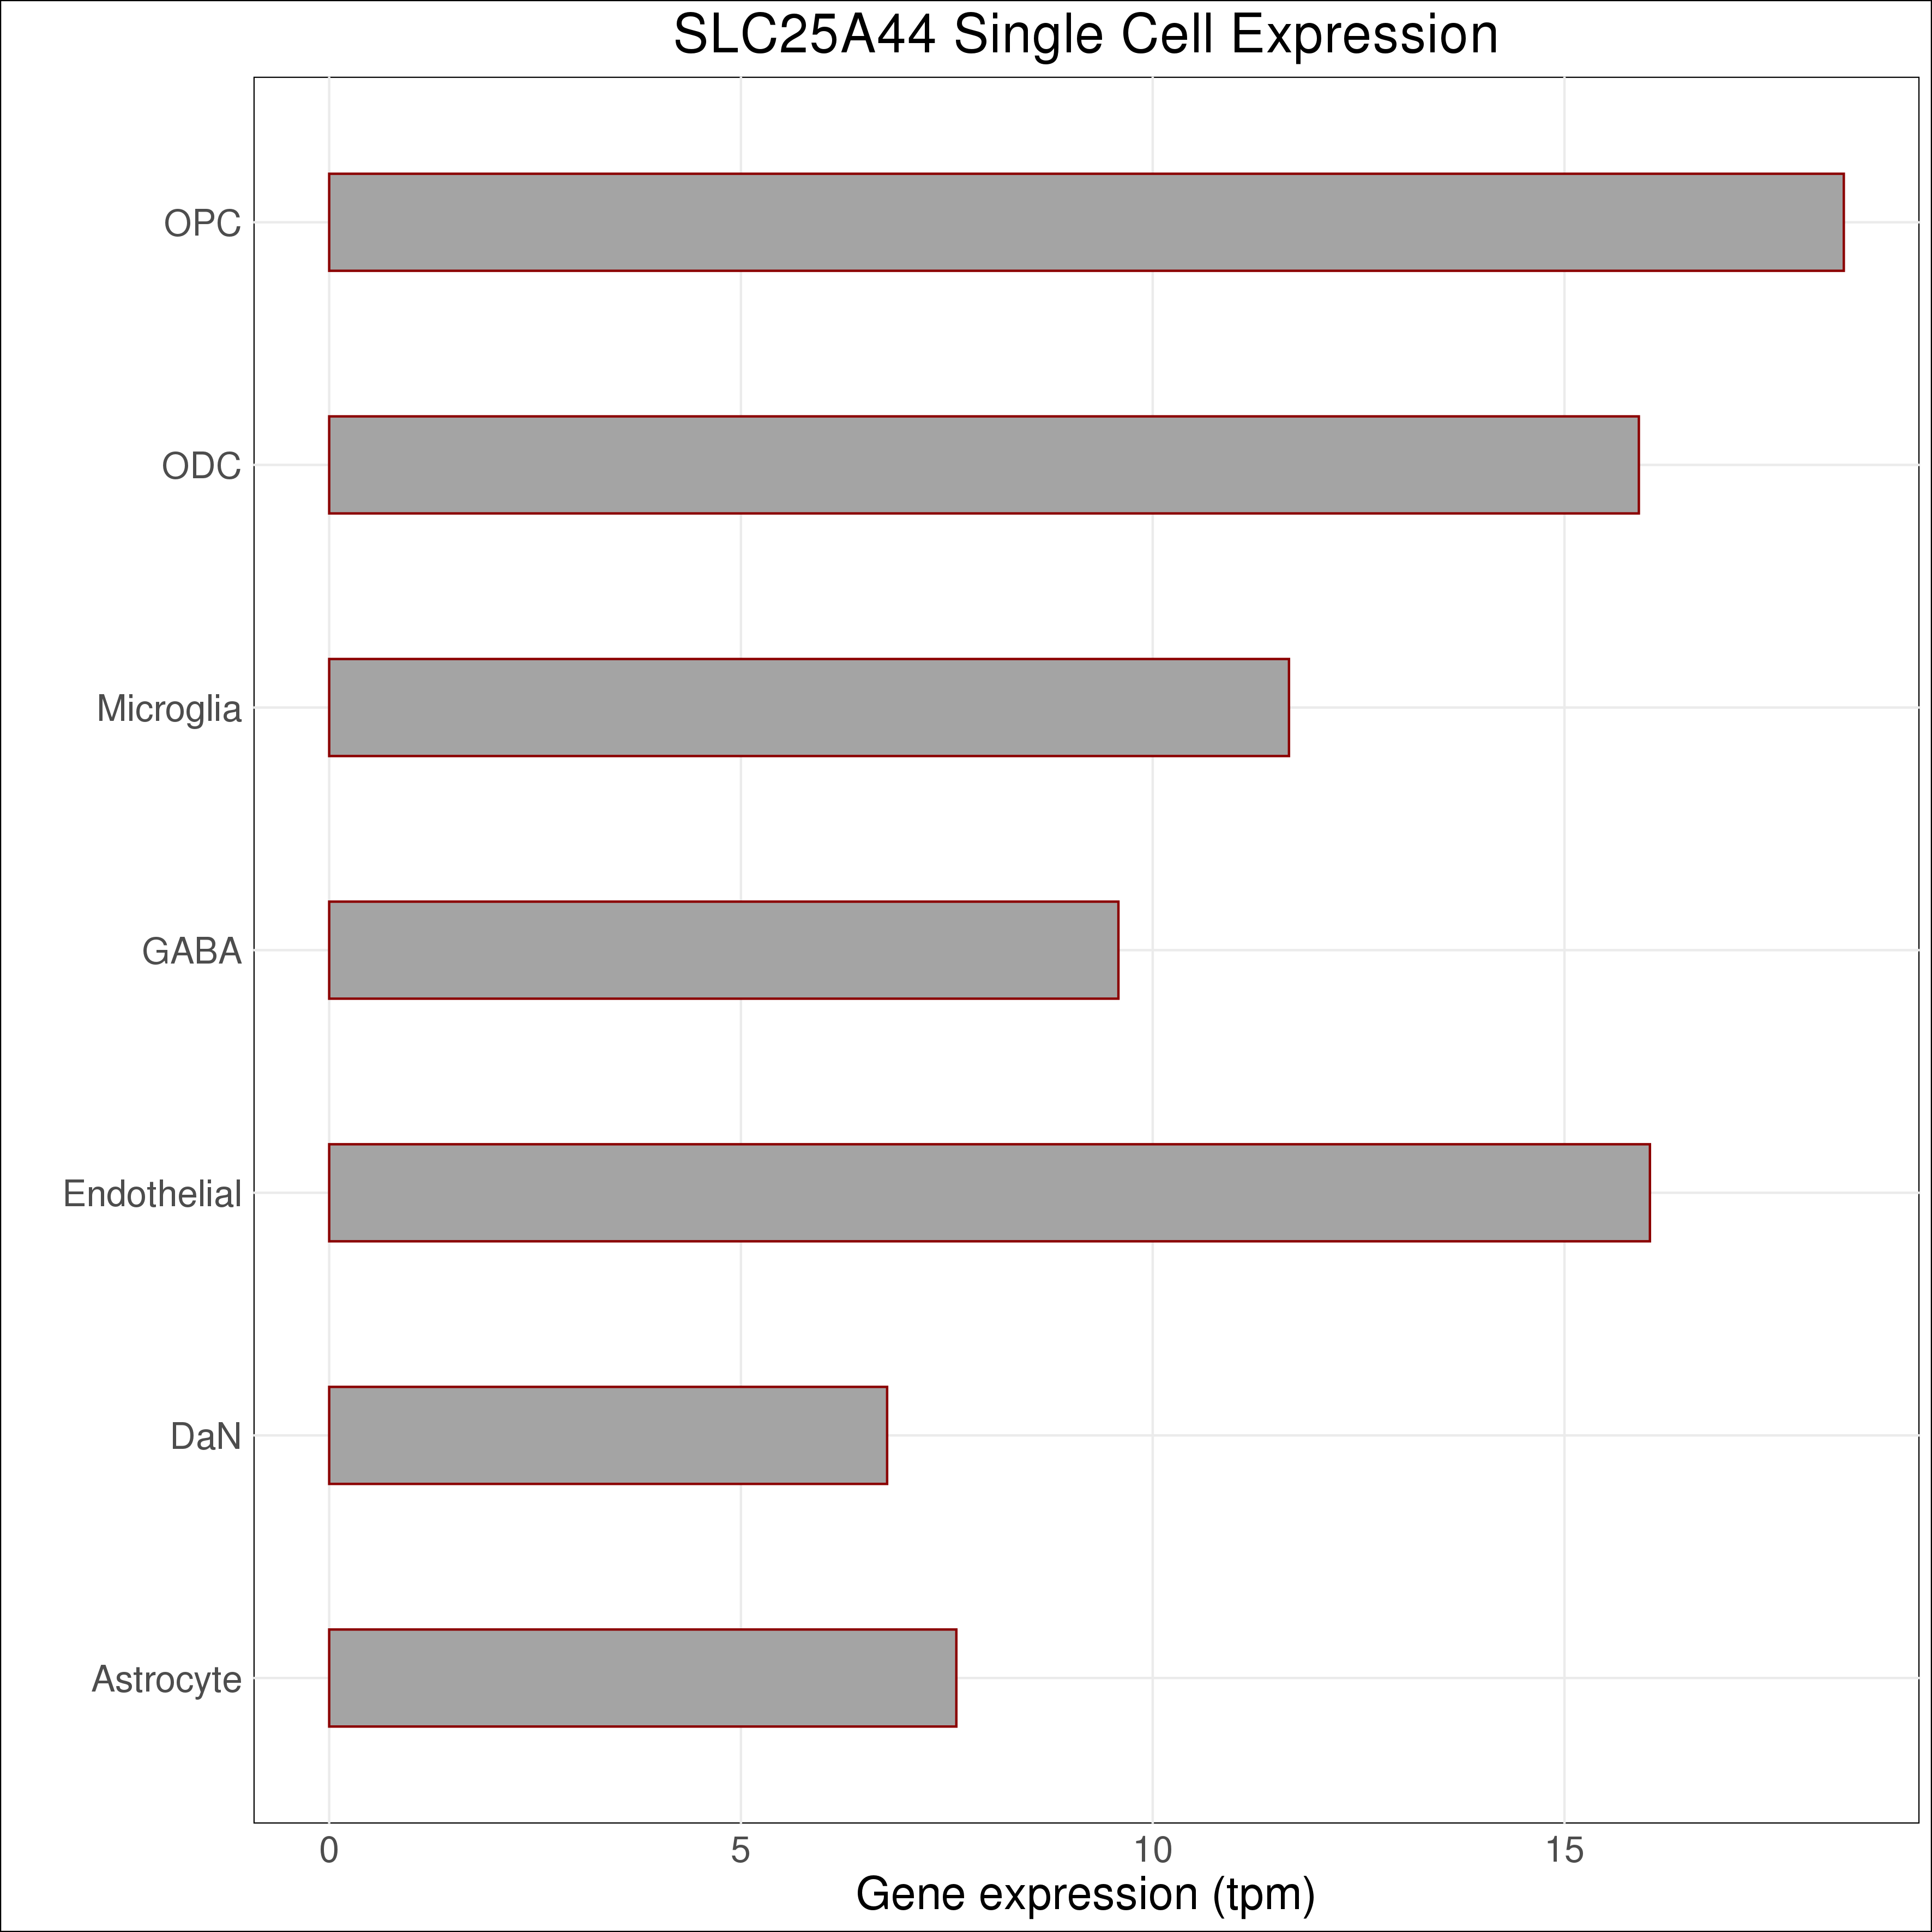 SLC25A44 Single Cell Expression
OPC
ODC
Microglia
GABA
Endothelial
DaN
Astrocyte
0 5 10 15
Gene expression (tpm)